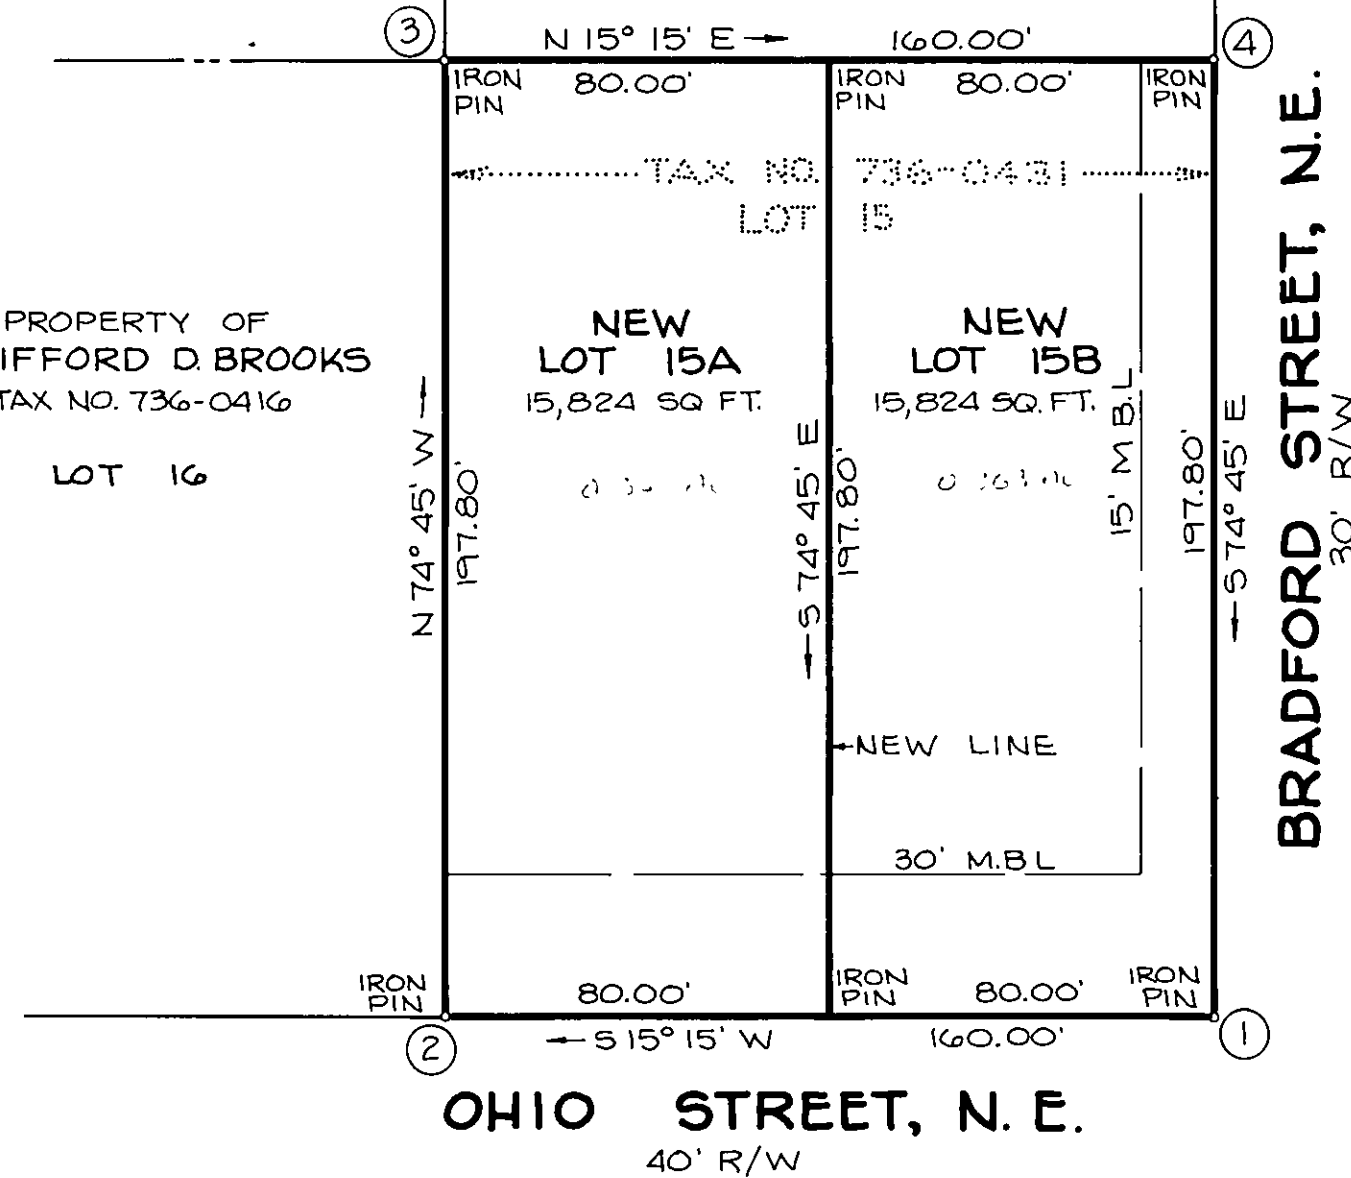 3
N 15° 15' E
160.00'
4
IRON PIN
80.00'
IRON PIN
80.00'
IRON PIN
TAX NO. 736-0431
LOT 15
PROPERTY OF
IFFORD D. BROOKS
TAX NO. 736-0416
LOT 16
NEW
LOT 15A
15,824 SQ FT.
NEW
LOT 15B
15,824 SQ. FT.
N 74° 45' W
197.80'
S 74° 45' E
197.80'
15' M.B.L
197.80'
S 74° 45' E
BRADFORD STREET, N.E.
30' R/W
NEW LINE
30' M.B L
IRON PIN
80.00'
IRON PIN
80.00'
IRON PIN
2
S 15° 15' W
160.00'
1
OHIO STREET, N. E.
40' R/W